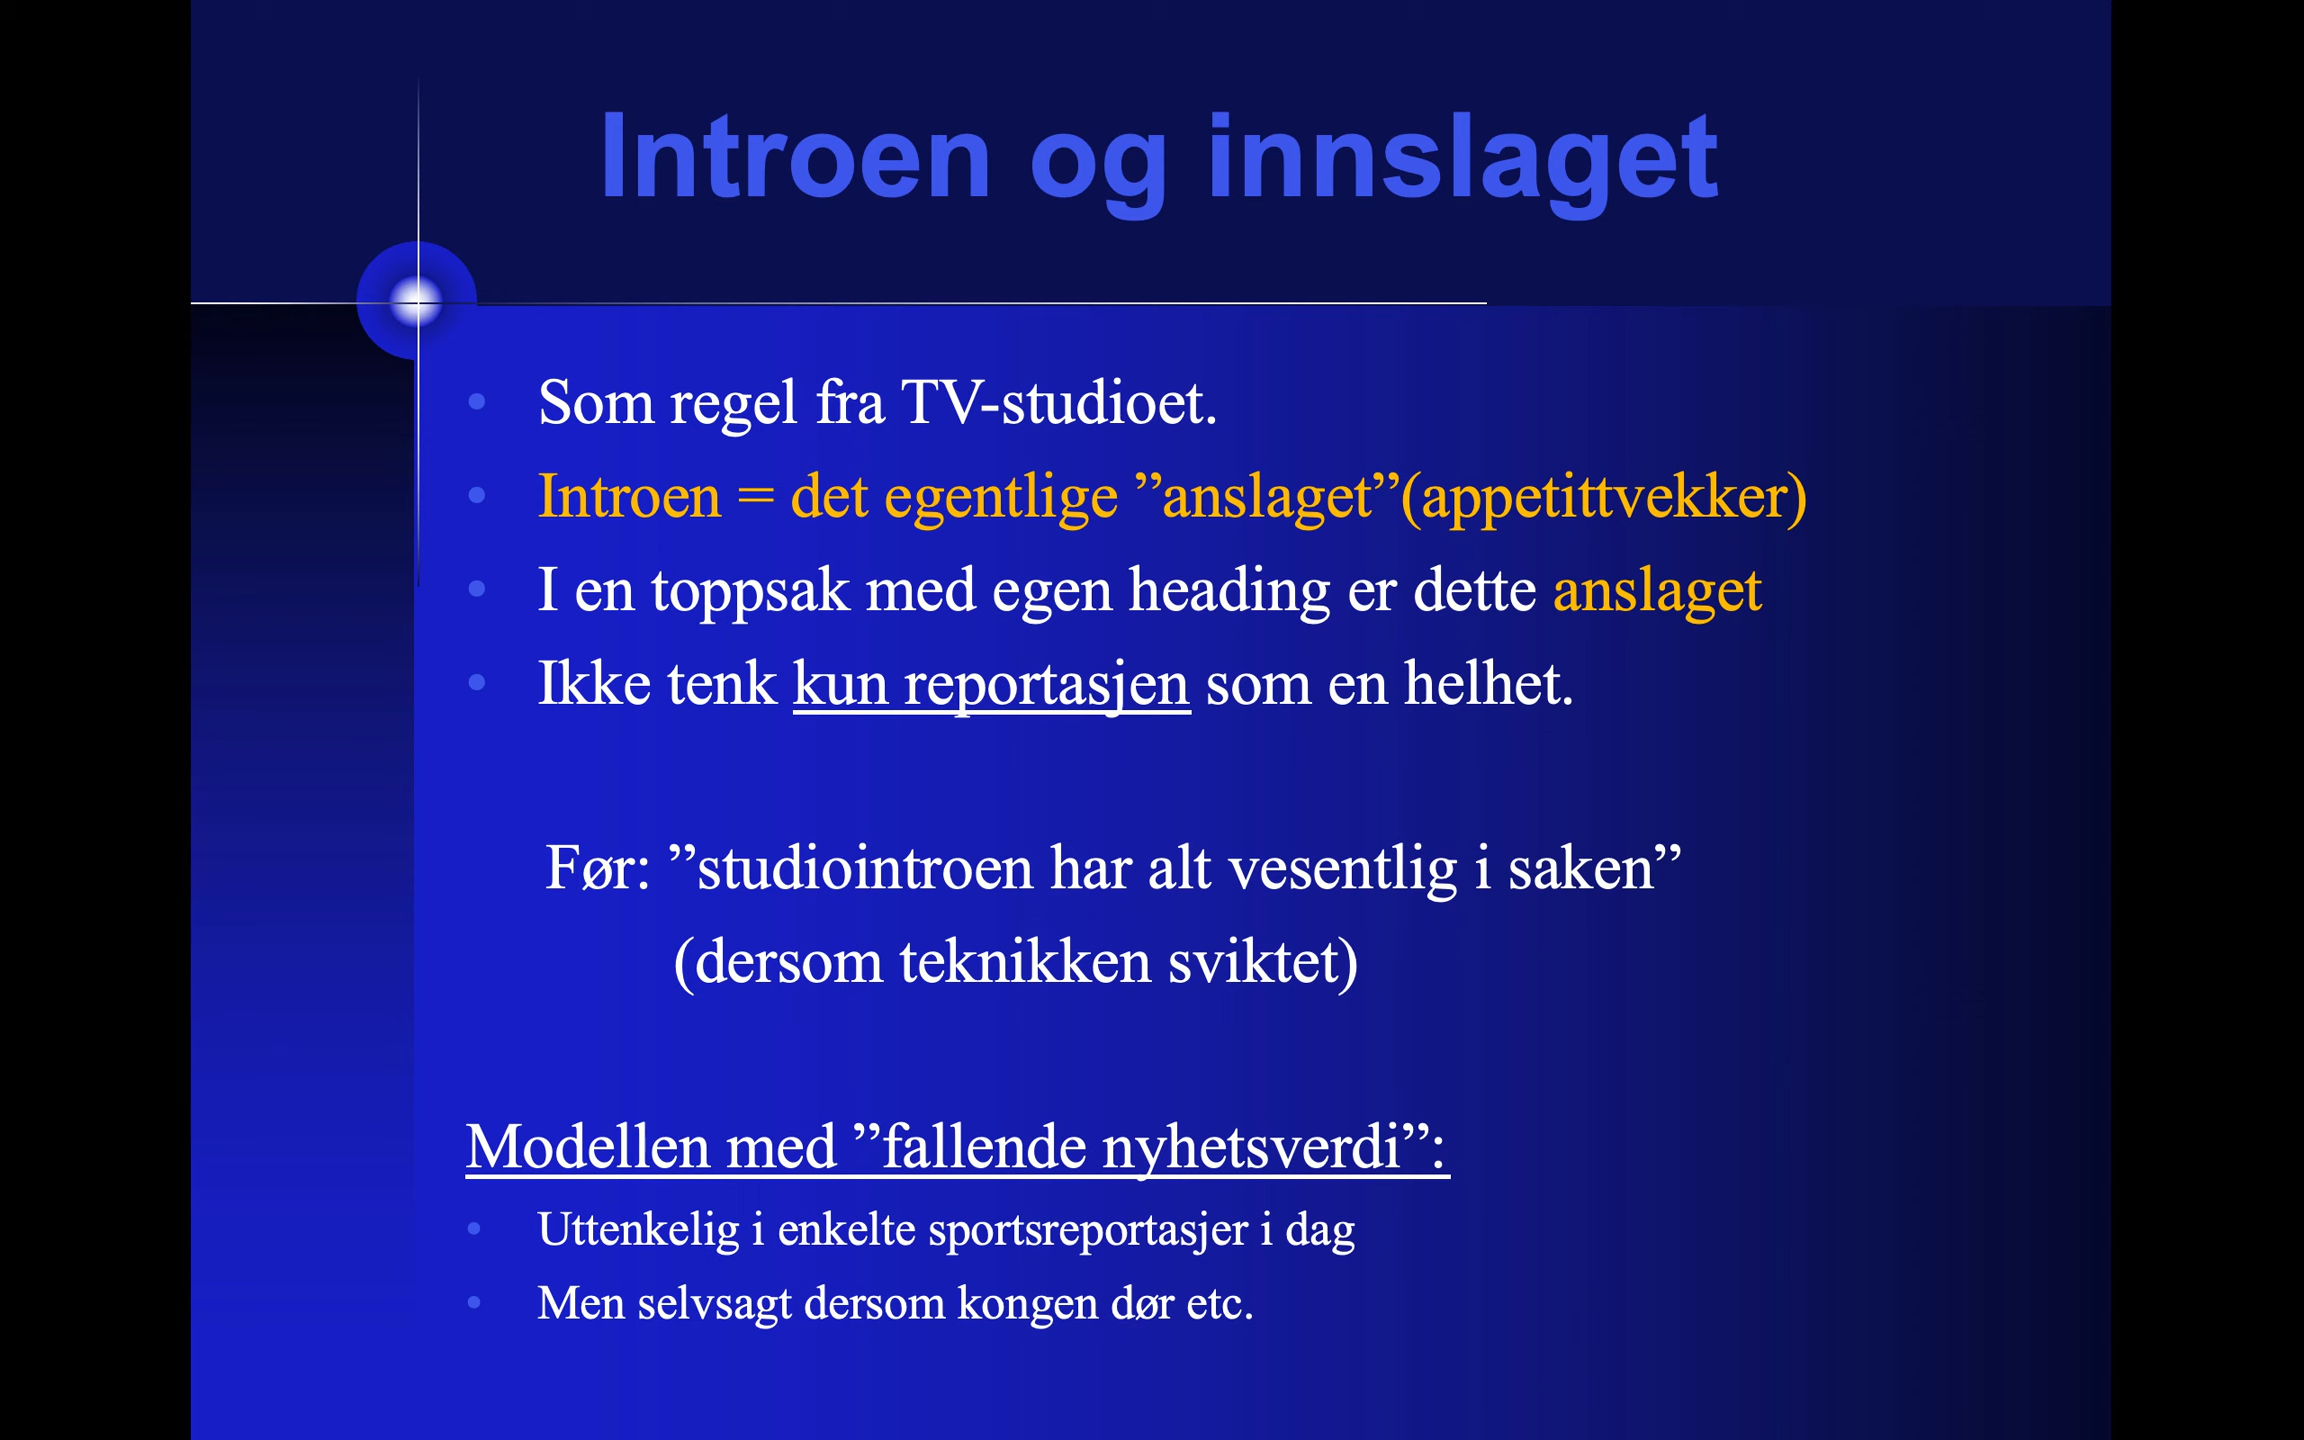 Introen og innslaget
• Som regel fra TV-studioet.
• Introen = det egentlige ”anslaget”(appetittvekker)
• I en toppsak med egen heading er dette anslaget
• Ikke tenk kun reportasjen som en helhet.
Før: ”studiointroen har alt vesentlig i saken”
(dersom teknikken sviktet)
Modellen med ”fallende nyhetsverdi”:
• Uttenkelig i enkelte sportsreportasjer i dag
• Men selvsagt dersom kongen dør etc.